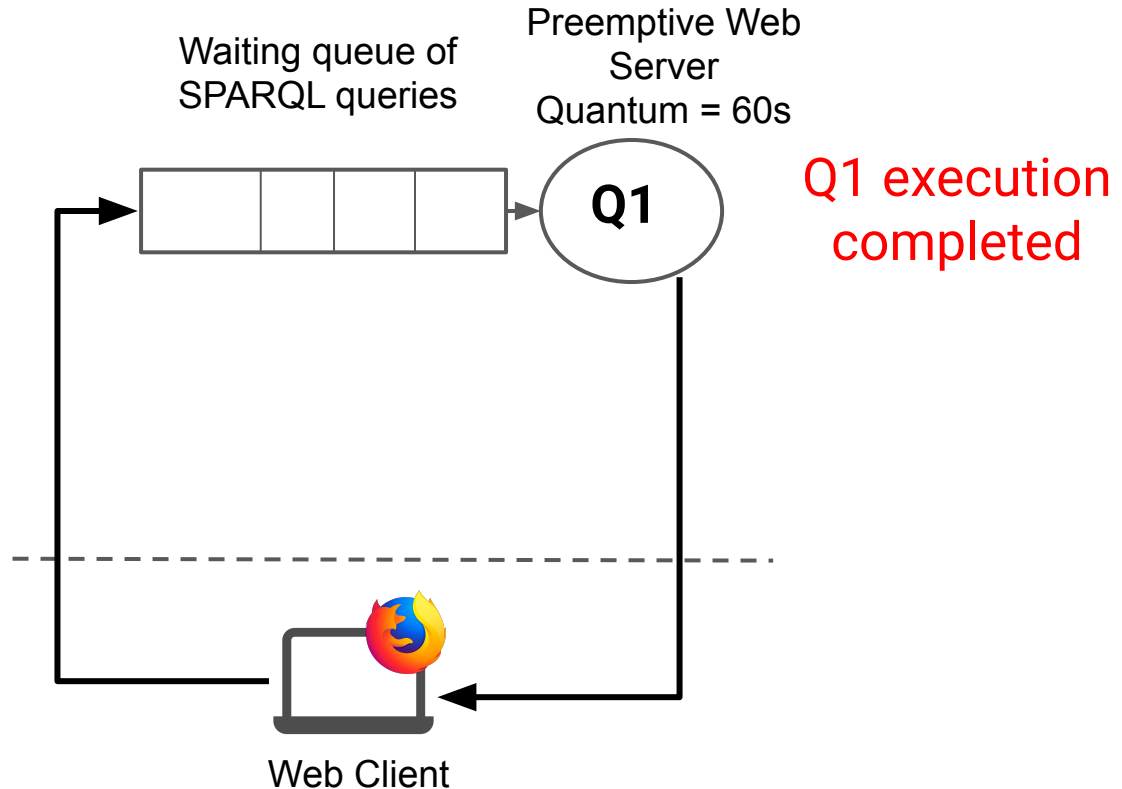 Waiting queue of
SPARQL queries
Preemptive Web
Server
Quantum = 60s
Q1
Q1 execution
completed
Web Client